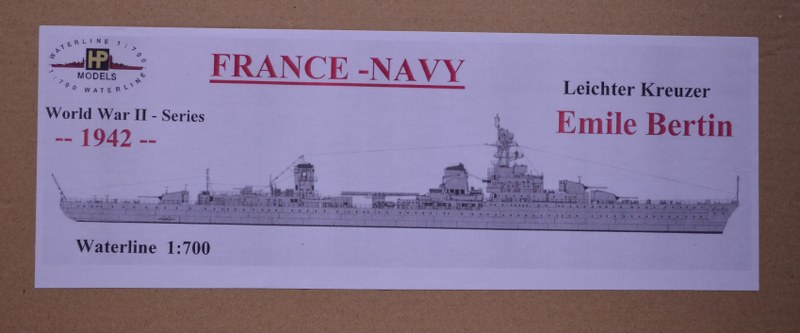 WATERLINE 1:700
HP
MODELS
1:700 WATERLINE
FRANCE -NAVY
World War II - Series
-- 1942 --
Leichter Kreuzer
Emile Bertin
Waterline 1:700